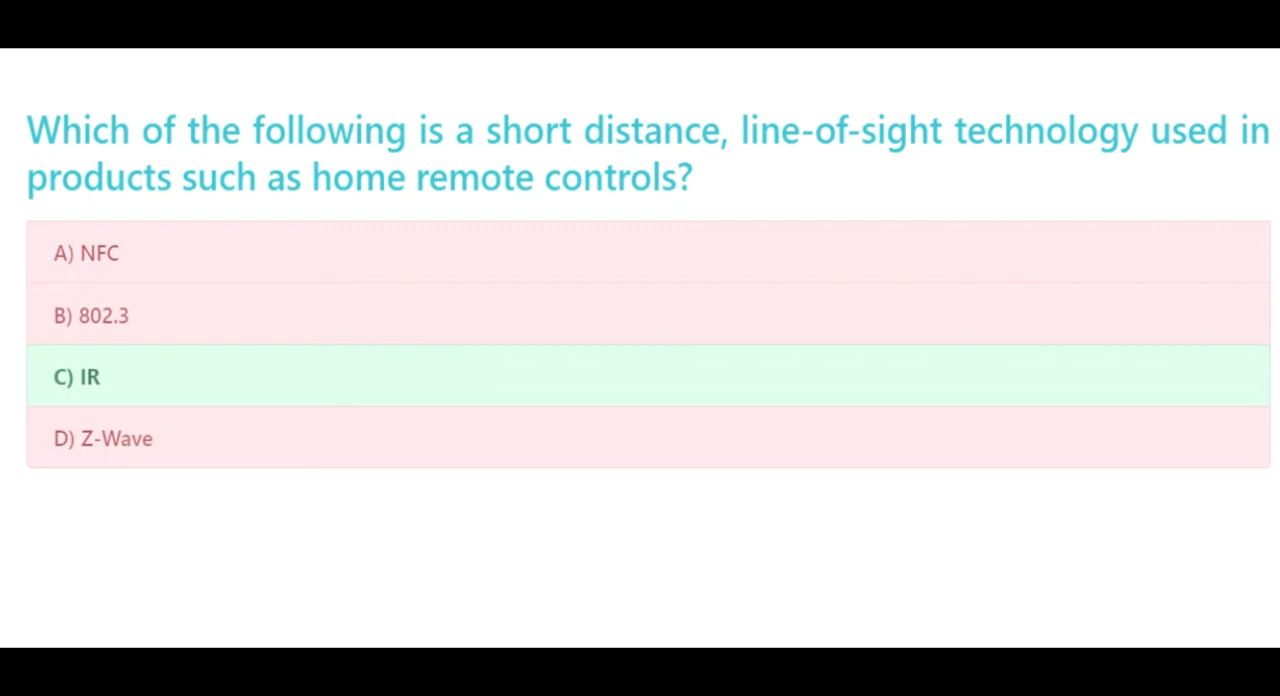 Which of the following is a short distance, line-of-sight technology used in
products such as home remote controls?
A) NFC
B) 802.3
C) IR
D) Z-Wave